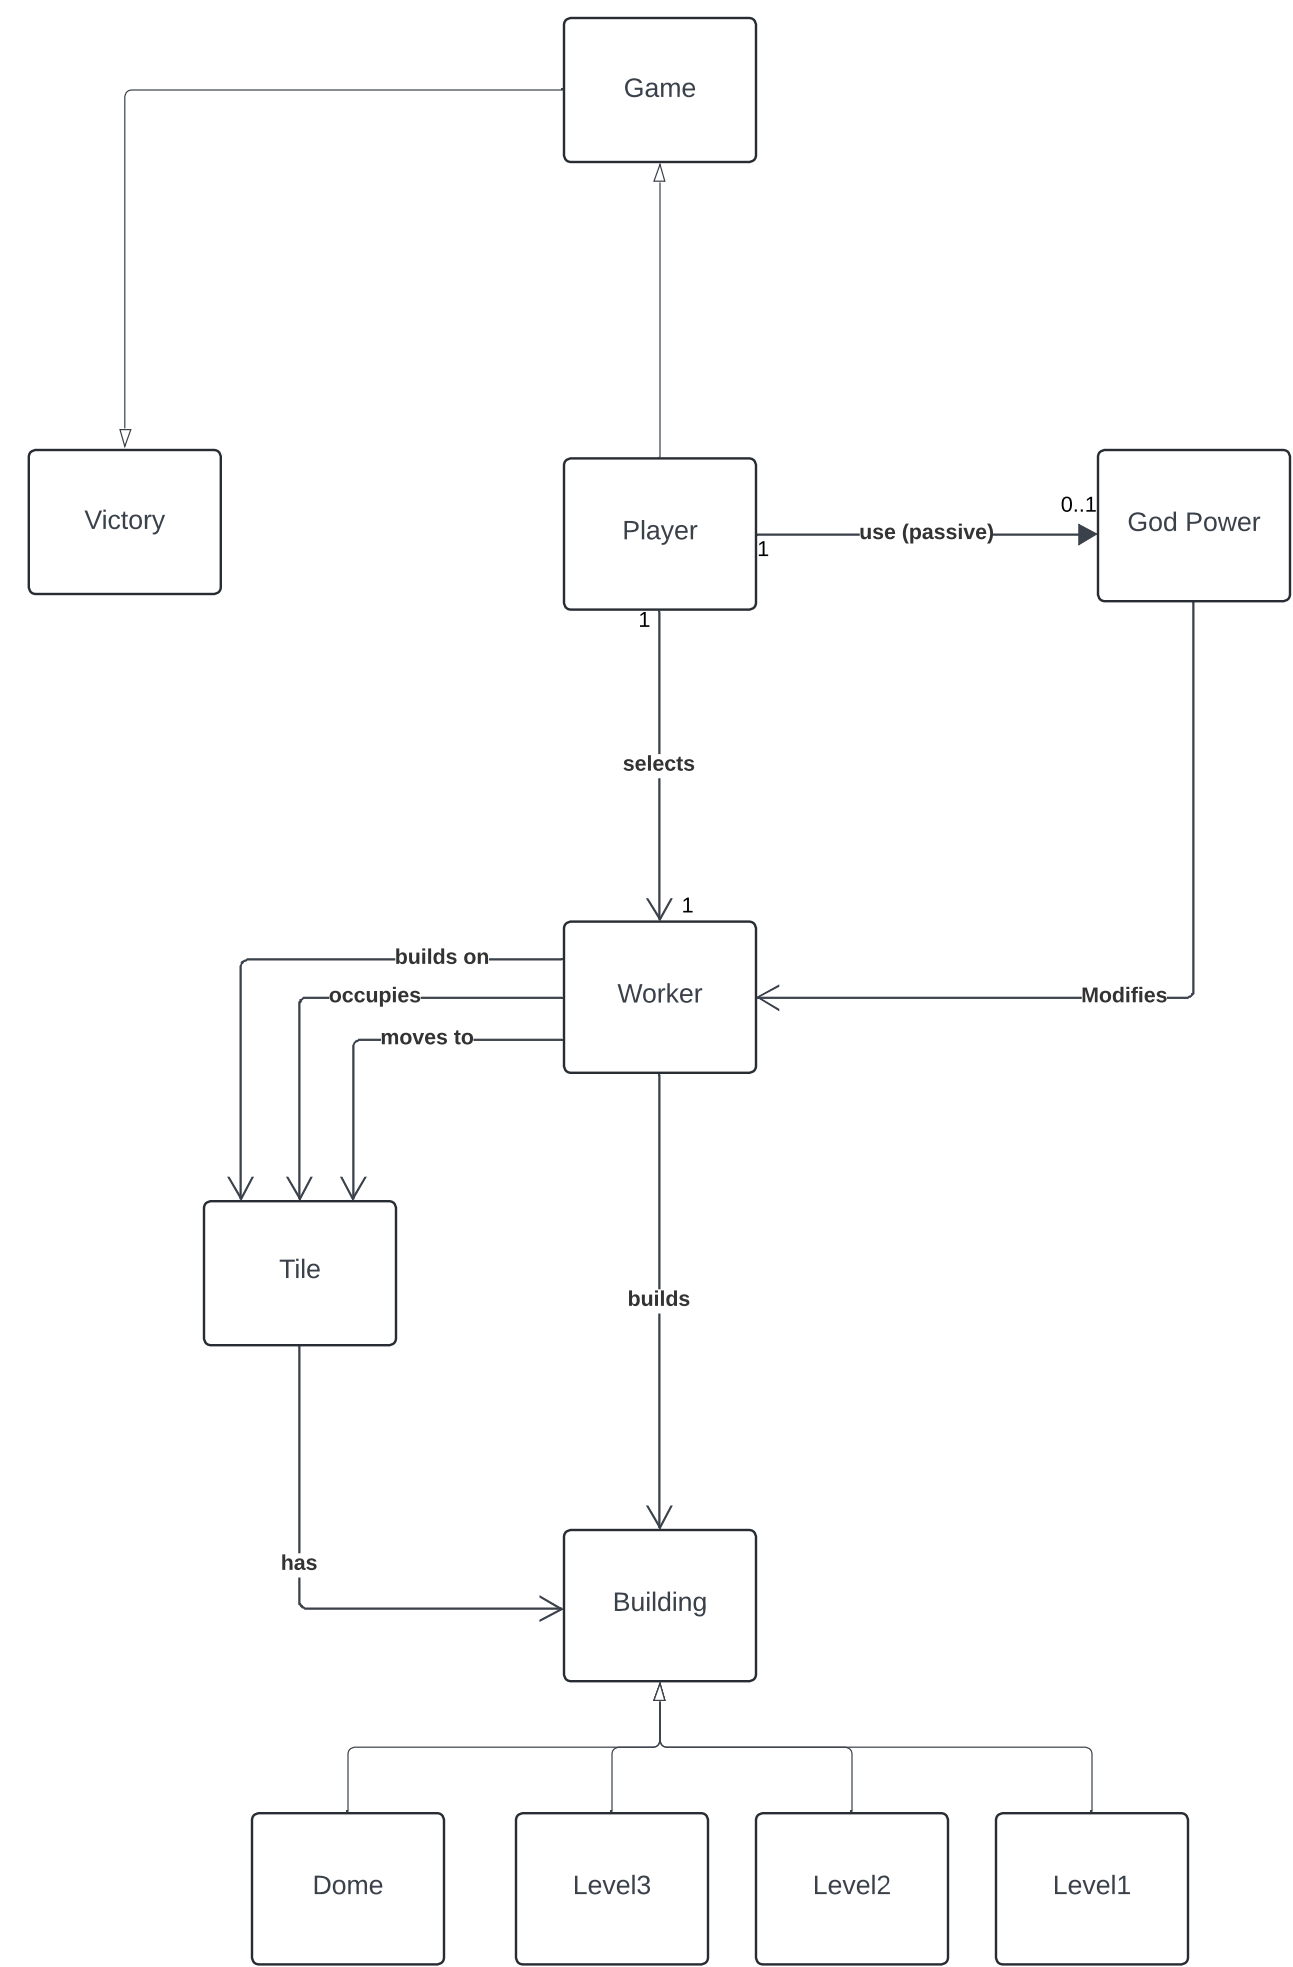 Game
Victory
Player
1
use (passive)
0..1
God Power
1
selects
1
Worker
builds on
occupies
moves to
Modifies
Tile
builds
has
Building
Dome
Level3
Level2
Level1